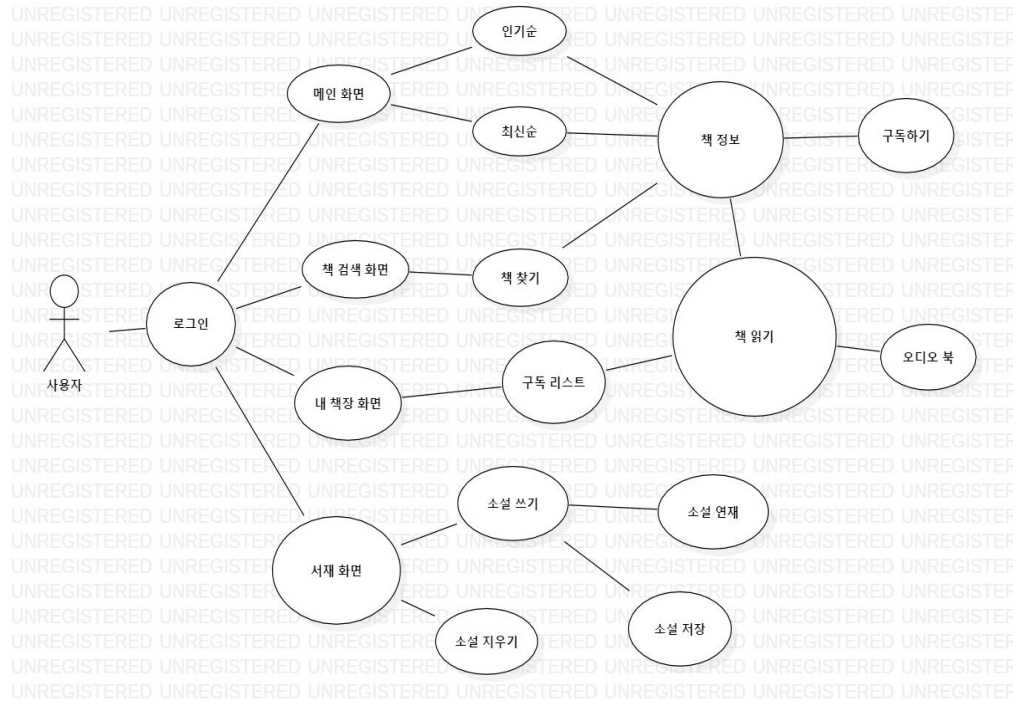 UNREGISTERED
인기순
메인 화면
최신순
책 정보
구독하기
책 검색 화면
책 찾기
로그인
사용자
책 읽기
오디오 북
내 책장 화면
구독 리스트
소설 쓰기
소설 연재
서재 화면
소설 지우기
소설 저장